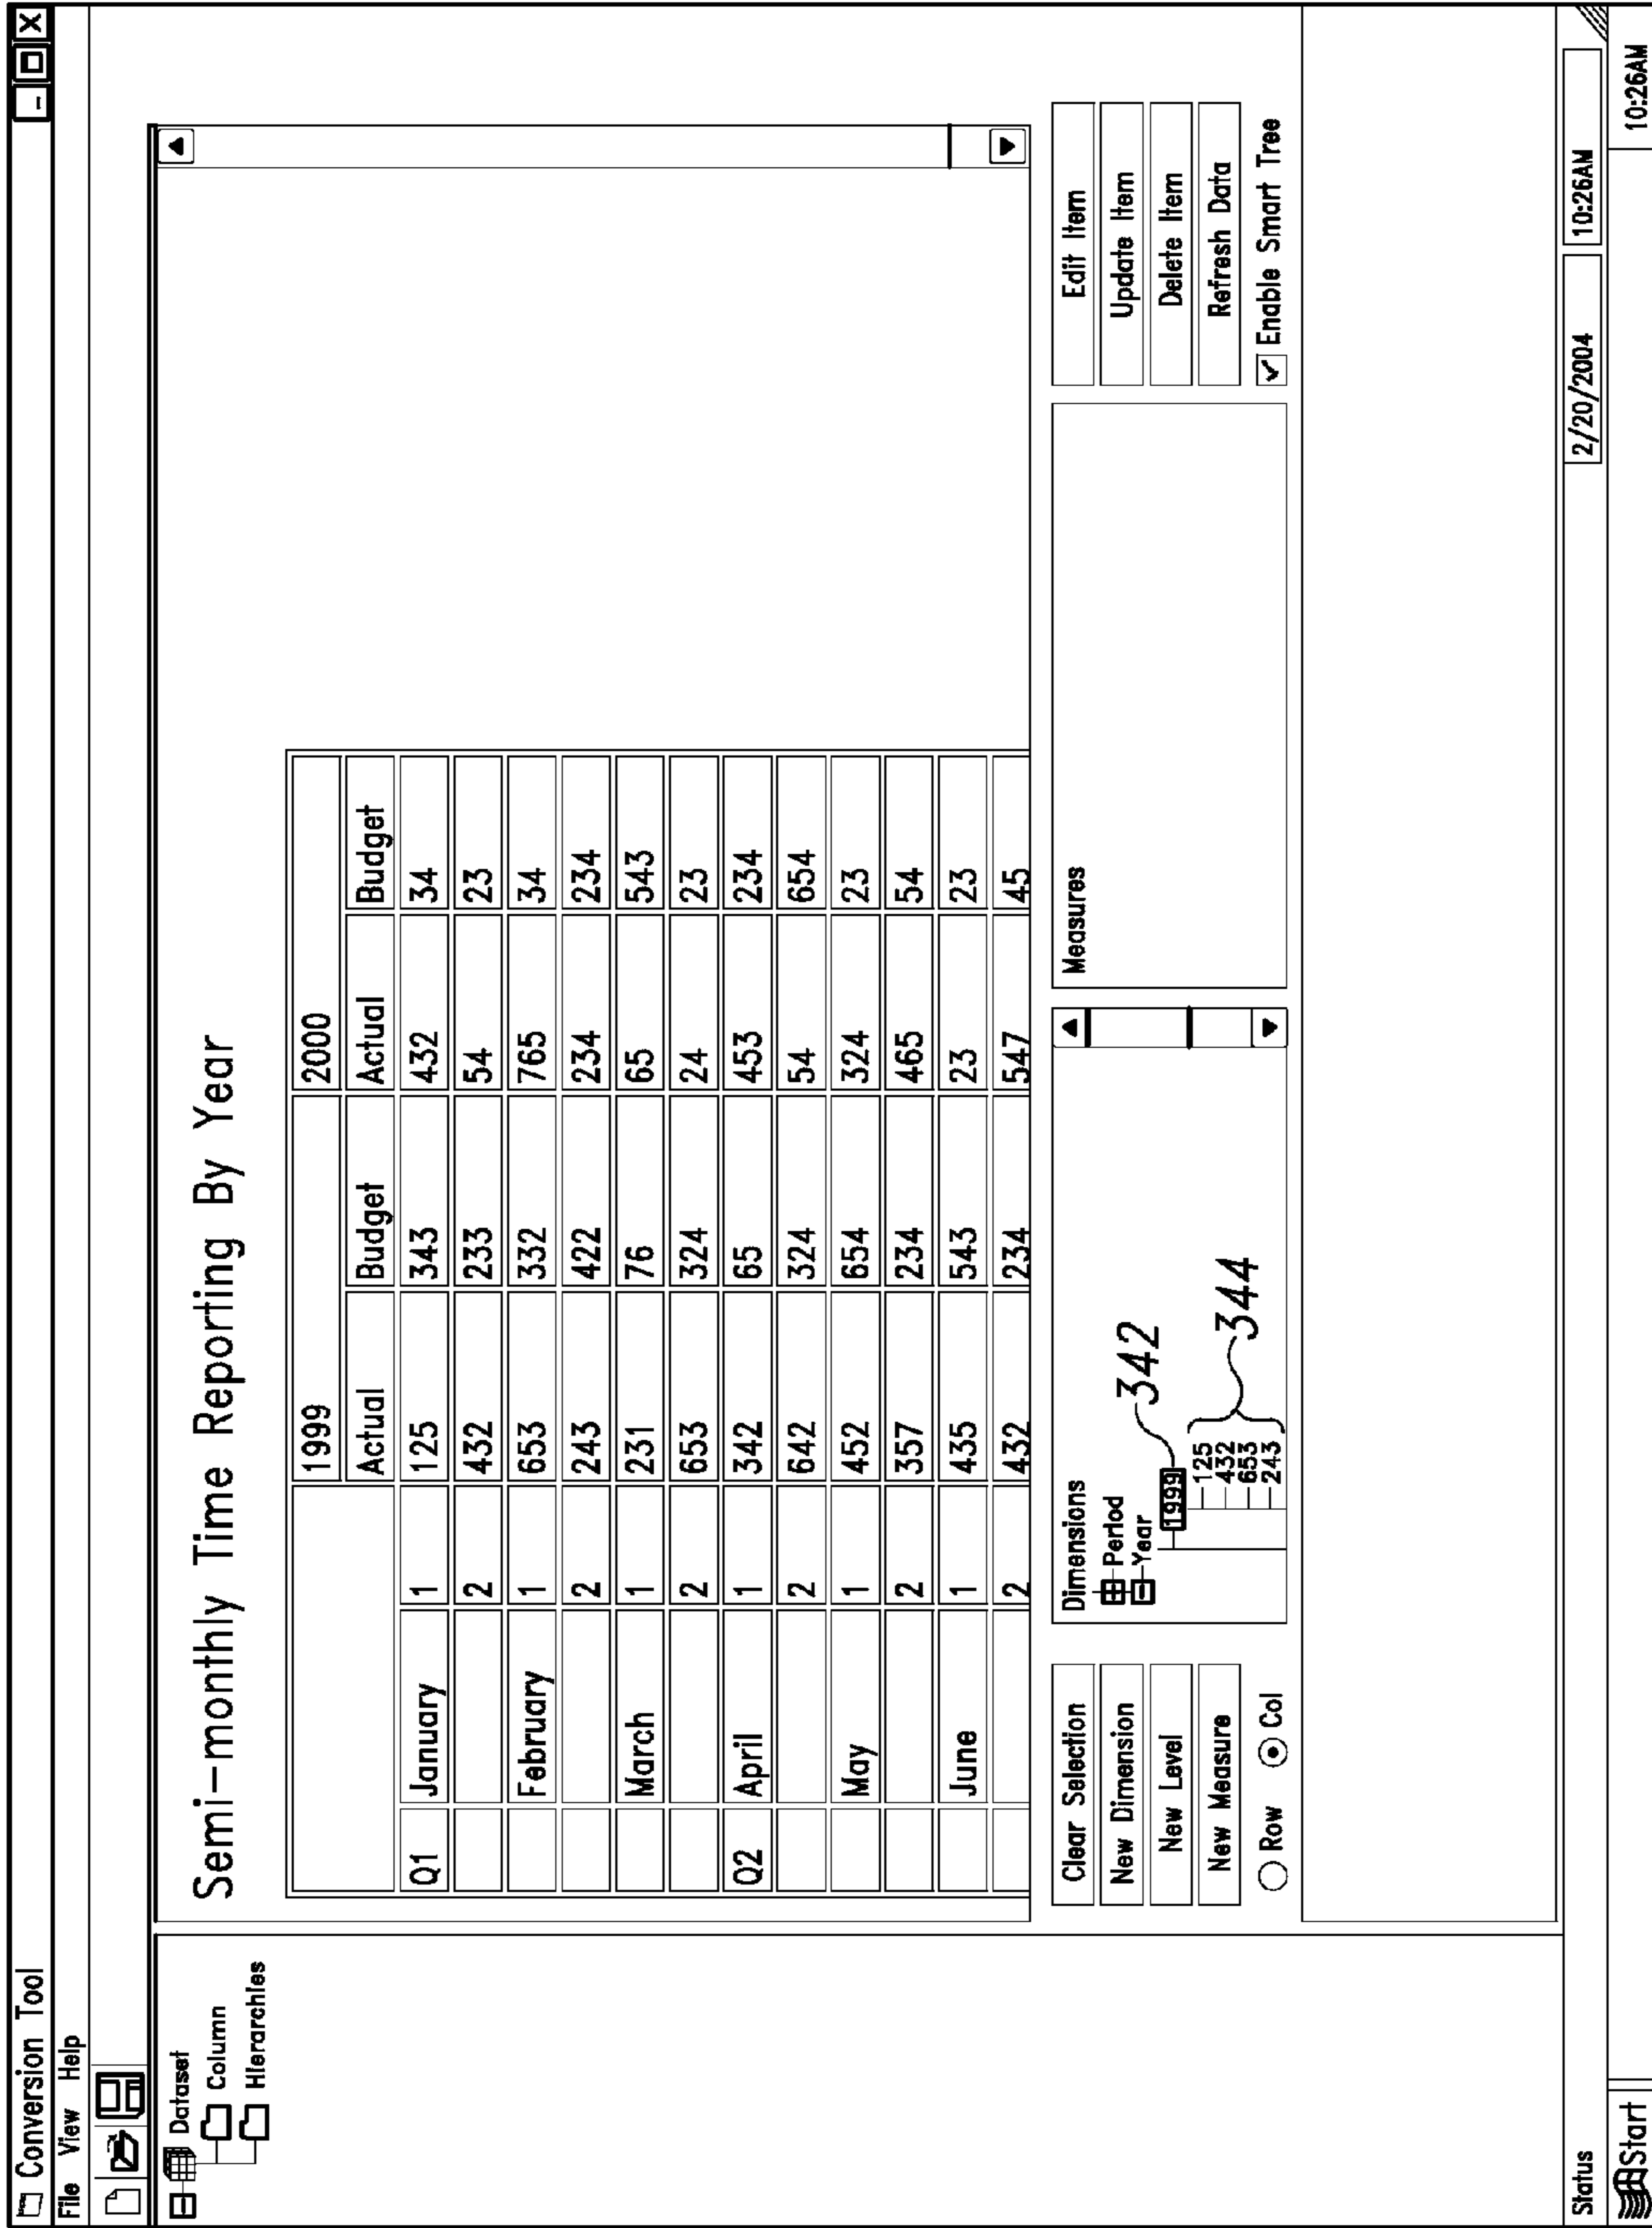 Conversion Tool
File View Help
Dataset
Column
Hierarchies
Semi-monthly Time Reporting By Year
1999 2000
Actual Budget Actual Budget
Q1 January 1 125 343 432 34
2 432 233 54 23
February 1 653 332 765 34
2 243 422 234 234
March 1 231 76 65 543
2 653 324 24 23
Q2 April 1 342 65 453 234
2 642 324 54 654
May 1 452 654 324 23
2 357 234 465 54
June 1 435 543 23 23
2 432 234 547 45
Clear Selection
New Dimension
New Level
New Measure
Row Col
Dimensions
Period
Year
1999
342
125
432
653
243
344
Measures
Edit Item
Update Item
Delete Item
Refresh Data
Enable Smart Tree
Status 2/20/2004 10:26AM
Start 10:26AM